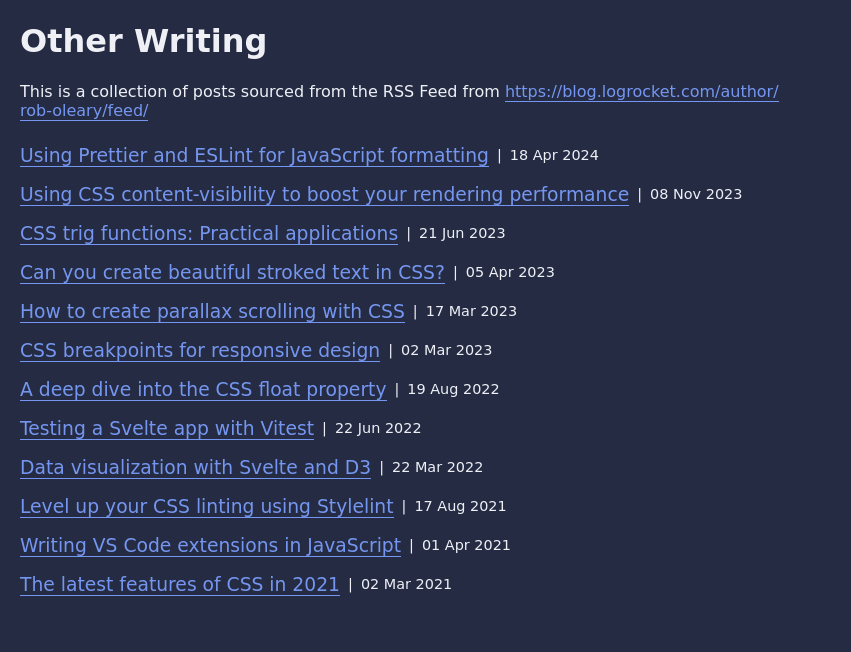 Other Writing
This is a collection of posts sourced from the RSS Feed from https://blog.logrocket.com/author/
rob-oleary/feed/
Using Prettier and ESLint for JavaScript formatting | 18 Apr 2024
Using CSS content-visibility to boost your rendering performance | 08 Nov 2023
CSS trig functions: Practical applications | 21 Jun 2023
Can you create beautiful stroked text in CSS? | 05 Apr 2023
How to create parallax scrolling with CSS | 17 Mar 2023
CSS breakpoints for responsive design | 02 Mar 2023
A deep dive into the CSS float property | 19 Aug 2022
Testing a Svelte app with Vitest | 22 Jun 2022
Data visualization with Svelte and D3 | 22 Mar 2022
Level up your CSS linting using Stylelint | 17 Aug 2021
Writing VS Code extensions in JavaScript | 01 Apr 2021
The latest features of CSS in 2021 | 02 Mar 2021